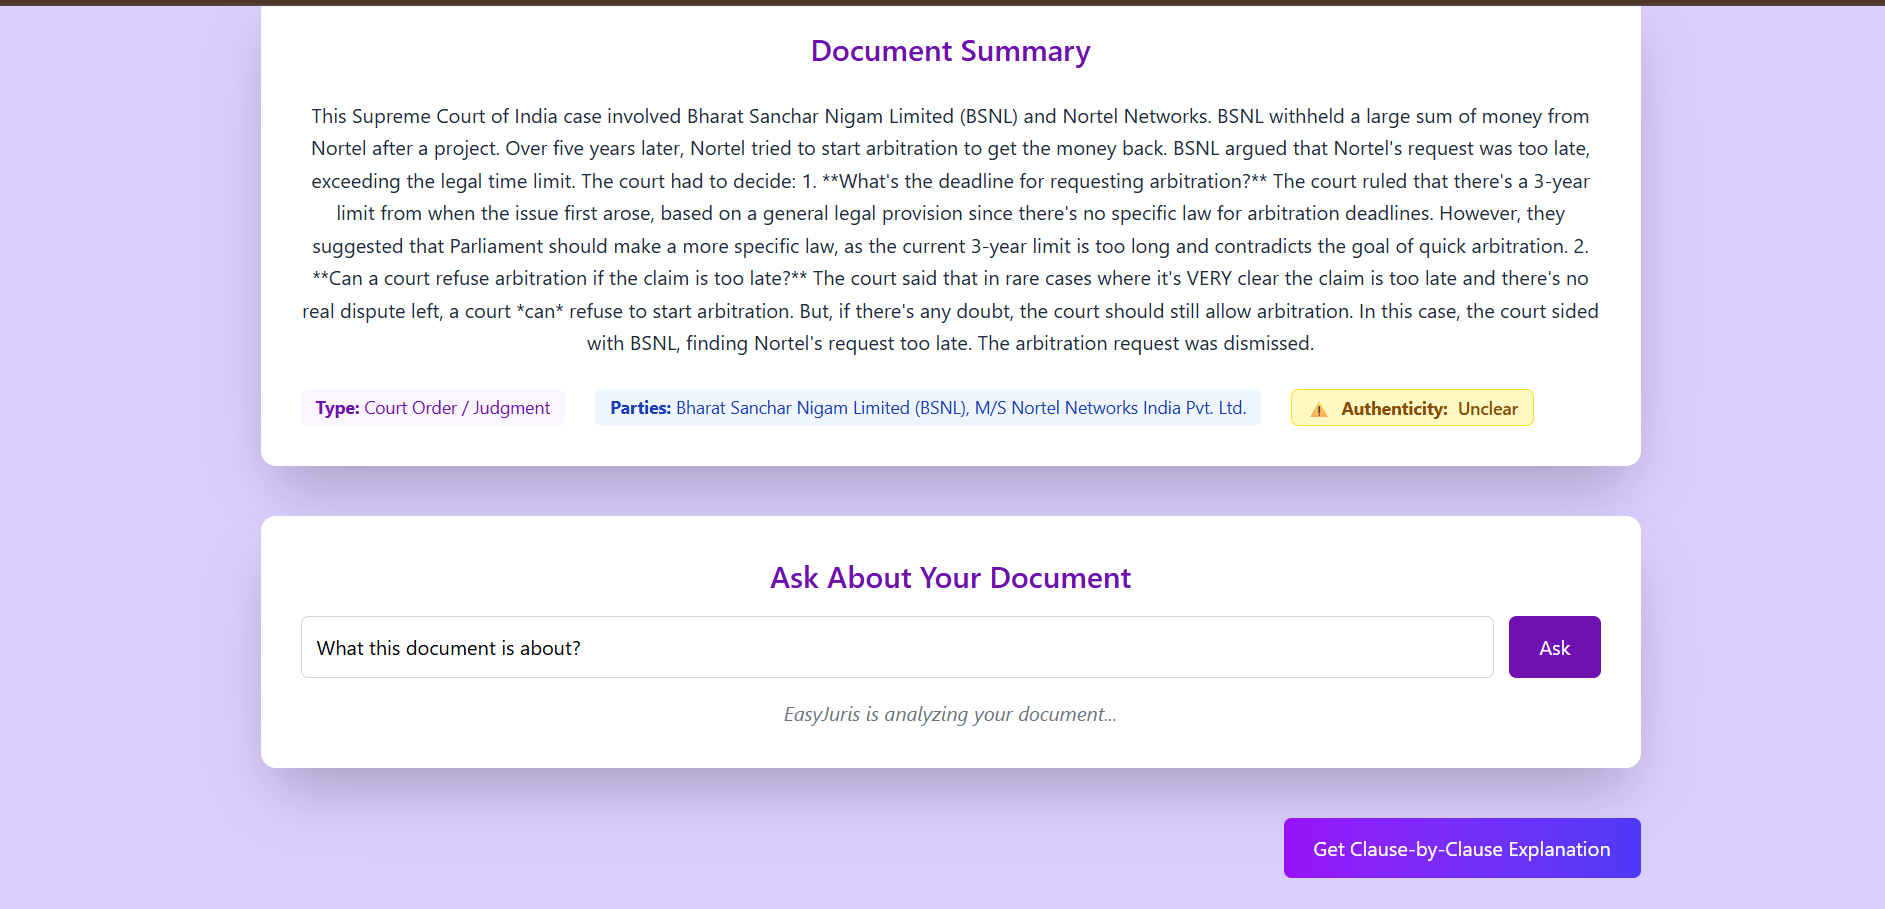 Document Summary
This Supreme Court of India case involved Bharat Sanchar Nigam Limited (BSNL) and Nortel Networks. BSNL withheld a large sum of money from
Nortel after a project. Over five years later, Nortel tried to start arbitration to get the money back. BSNL argued that Nortel's request was too late,
exceeding the legal time limit. The court had to decide: 1. **What's the deadline for requesting arbitration?** The court ruled that there's a 3-year
limit from when the issue first arose, based on a general legal provision since there's no specific law for arbitration deadlines. However, they
suggested that Parliament should make a more specific law, as the current 3-year limit is too long and contradicts the goal of quick arbitration. 2.
**Can a court refuse arbitration if the claim is too late?** The court said that in rare cases where it's VERY clear the claim is too late and there's no
real dispute left, a court *can* refuse to start arbitration. But, if there's any doubt, the court should still allow arbitration. In this case, the court sided
with BSNL, finding Nortel's request too late. The arbitration request was dismissed.
Type: Court Order / Judgment
Parties: Bharat Sanchar Nigam Limited (BSNL), M/S Nortel Networks India Pvt. Ltd.
Authenticity: Unclear
Ask About Your Document
What this document is about?
Ask
EasyJuris is analyzing your document...
Get Clause-by-Clause Explanation